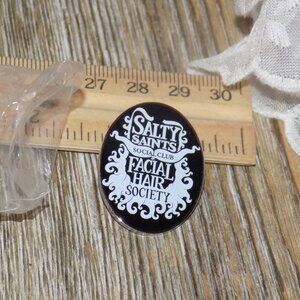 27 28 29 30
SALTY
SAINTS
SOCIAL CLUB
FACIAL
HAIR
SOCIETY